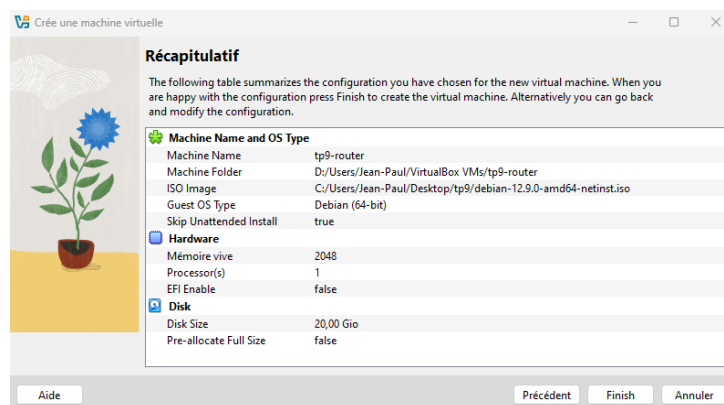 Crée une machine virtuelle
Récapitulatif
The following table summarizes the configuration you have chosen for the new virtual machine. When you
are happy with the configuration press Finish to create the virtual machine. Alternatively you can go back
and modify the configuration.
Machine Name and OS Type
Machine Name tp9-router
Machine Folder D:/Users/Jean-Paul/VirtualBox VMs/tp9-router
ISO Image C:/Users/Jean-Paul/Desktop/tp9/debian-12.9.0-amd64-netinst.iso
Guest OS Type Debian (64-bit)
Skip Unattended Install true
Hardware
Mémoire vive 2048
Processor(s) 1
EFI Enable false
Disk
Disk Size 20,00 Gio
Pre-allocate Full Size false
Aide Précédent Finish Annuler